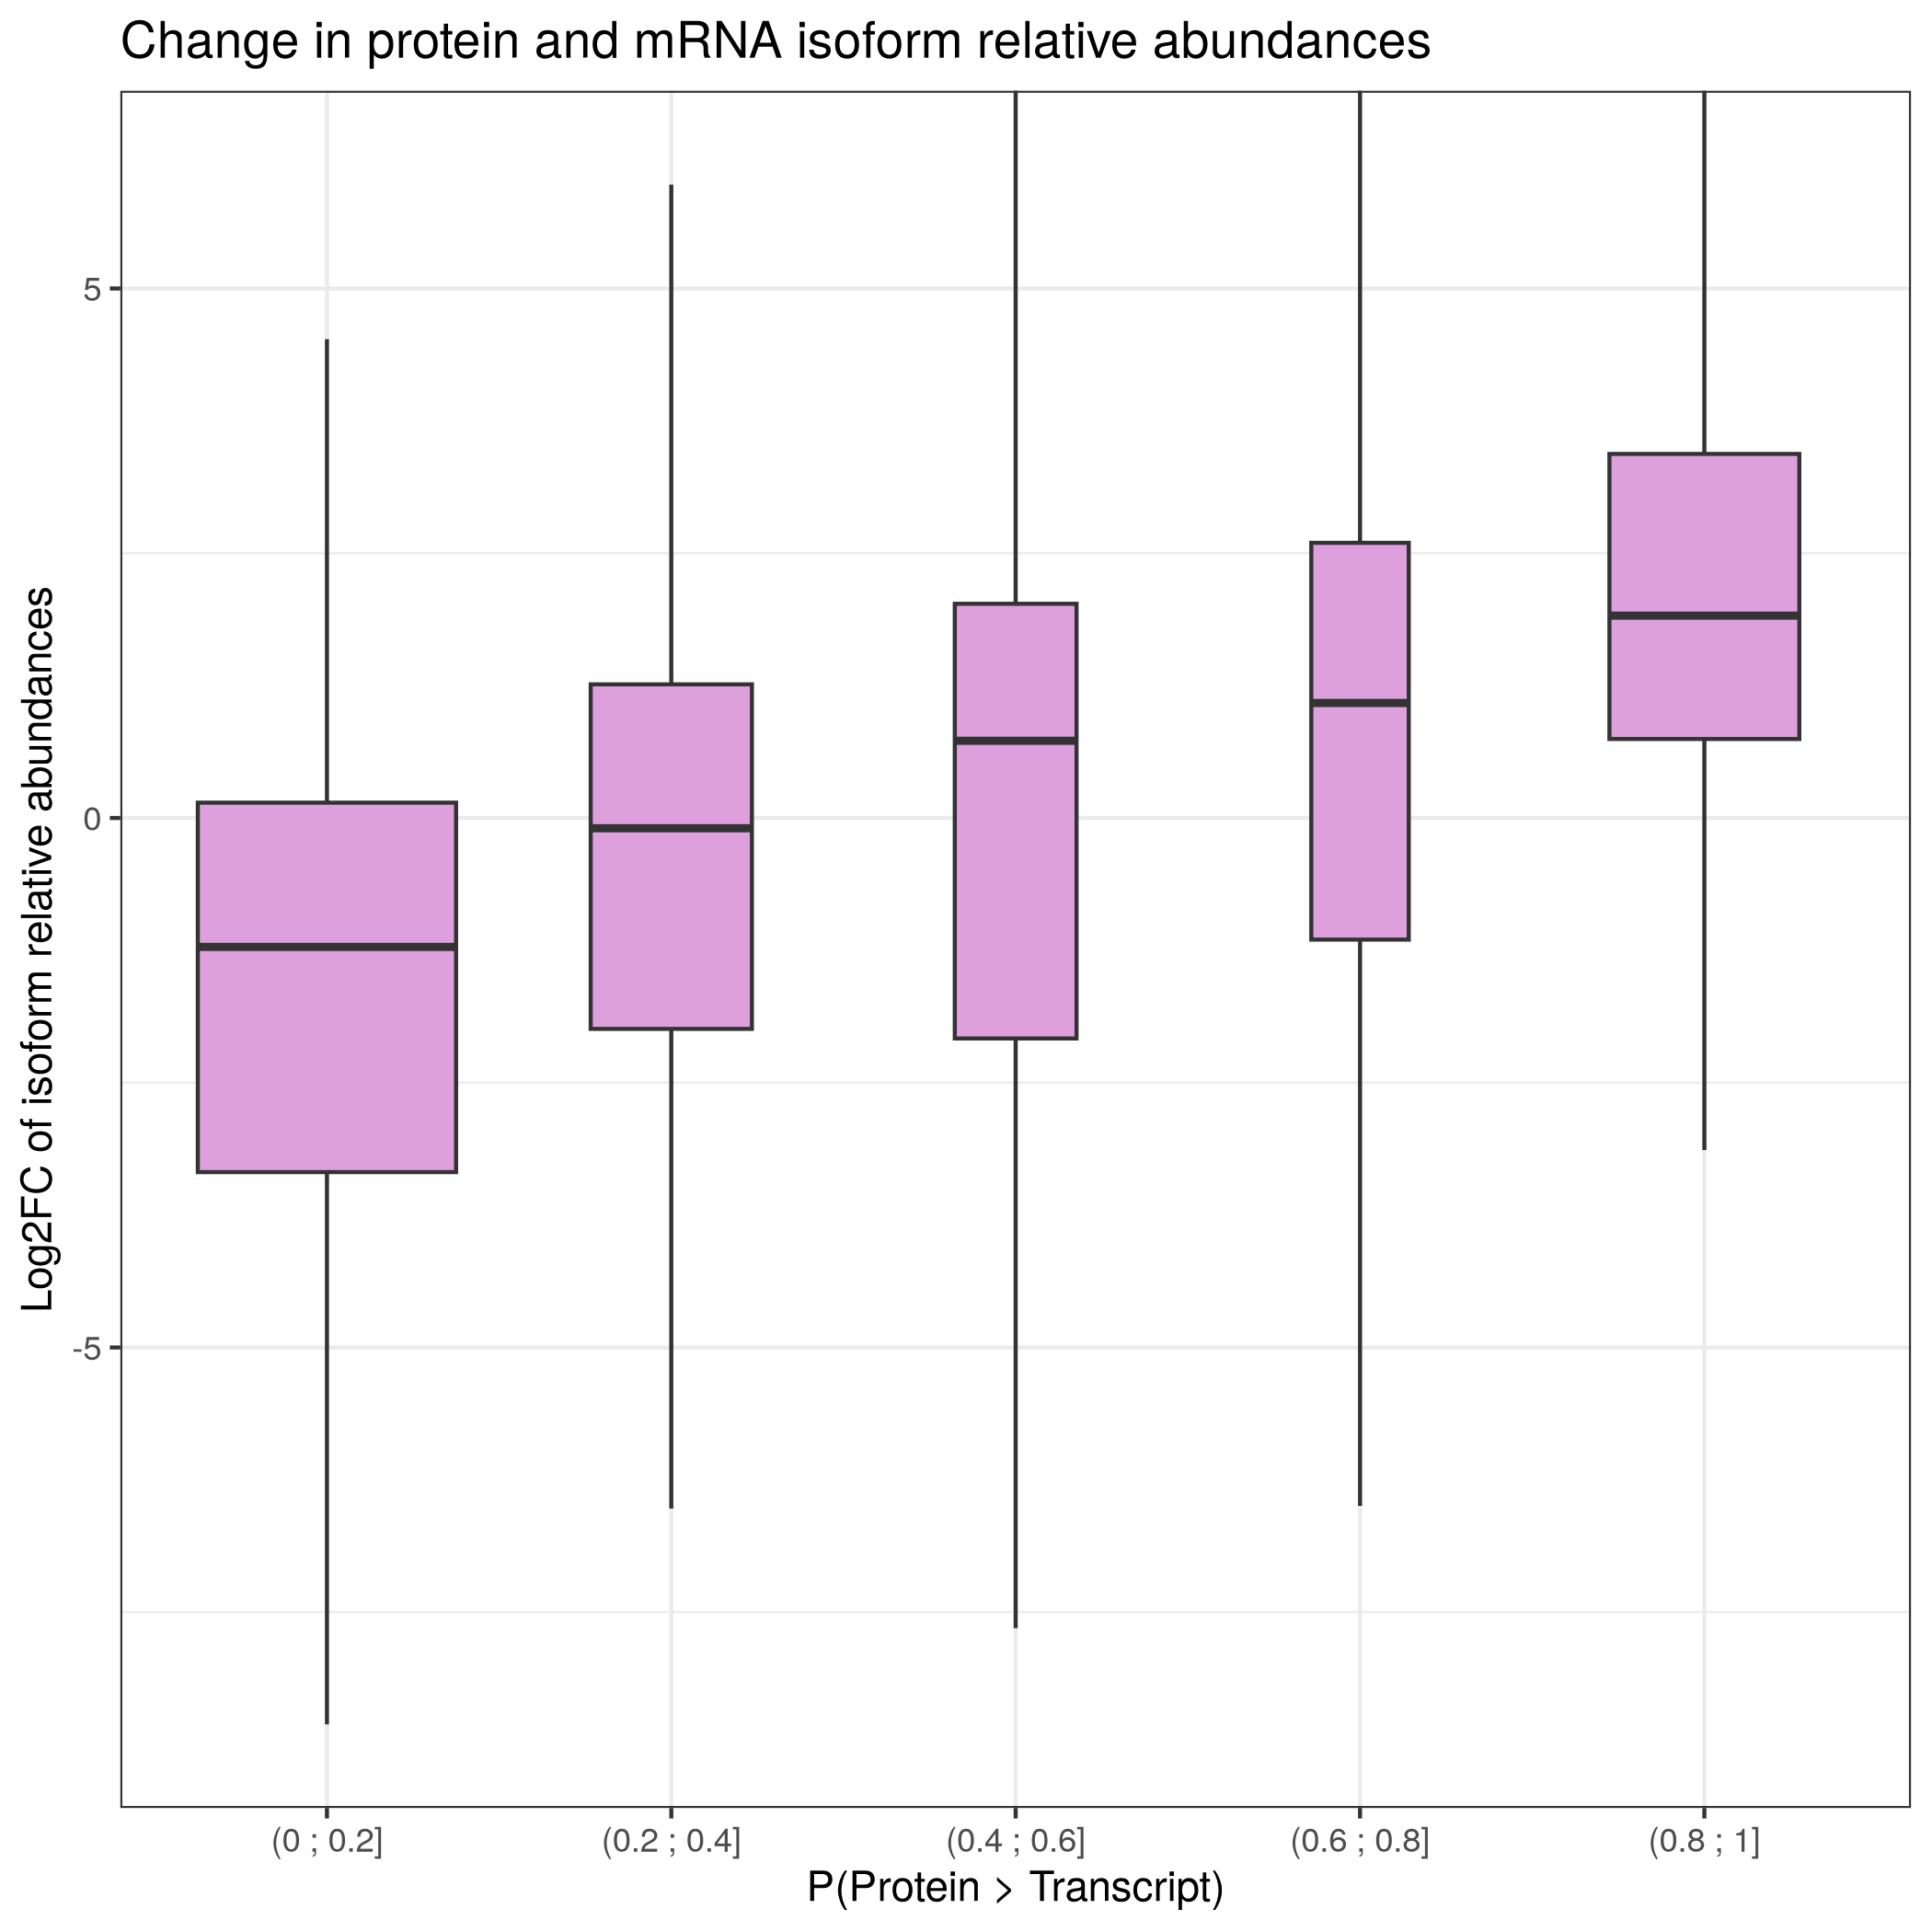 Change in protein and mRNA isoform relative abundances
Log2FC of isoform relative abundances
5
0
-5
(0 ; 0.2]
(0.2 ; 0.4]
(0.4 ; 0.6]
(0.6 ; 0.8]
(0.8 ; 1]
P(Protein > Transcript)